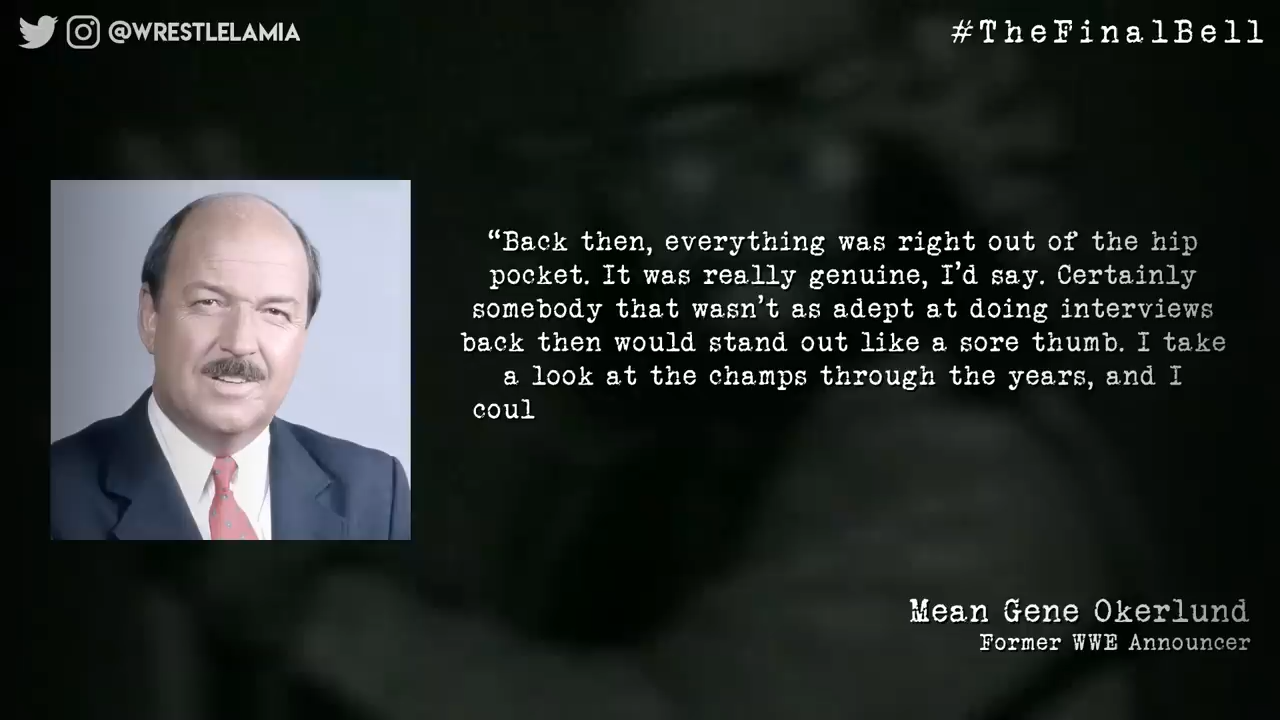 @WRESTLELAMIA
#TheFinalBell
“Back then, everything was right out of the hip
pocket. It was really genuine, I’d say. Certainly
somebody that wasn’t as adept at doing interviews
back then would stand out like a sore thumb. I take
a look at the champs through the years, and I
coul
Mean Gene Okerlund
Former WWE Announcer